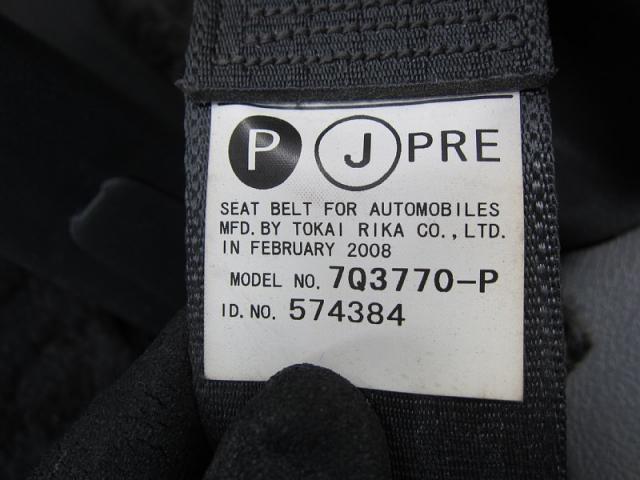 P J PRE
SEAT BELT FOR AUTOMOBILES
MFD. BY TOKAI RIKA CO., LTD.
IN FEBRUARY 2008
MODEL NO. 7Q3770-P
ID. NO. 574384